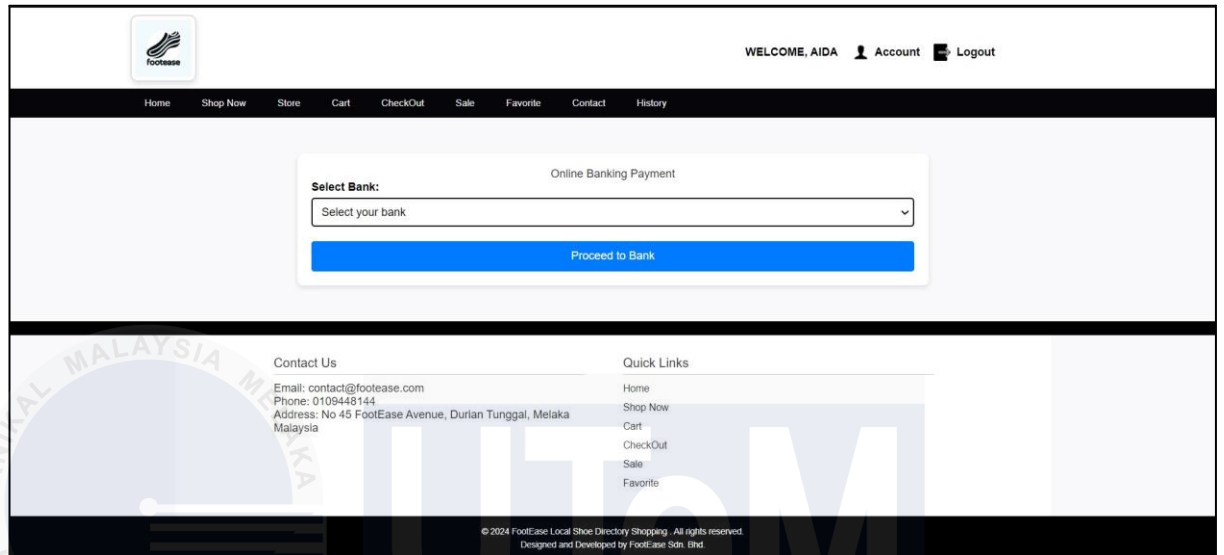 footease
WELCOME, AIDA Account Logout
Home Shop Now Store Cart CheckOut Sale Favorite Contact History
Online Banking Payment
Select Bank:
Select your bank
Proceed to Bank
Contact Us
Email: contact@footease.com
Phone: 0109448144
Address: No 45 FootEase Avenue, Durian Tunggal, Melaka
Malaysia
Quick Links
Home
Shop Now
Cart
CheckOut
Sale
Favorite
© 2024 FootEase Local Shoe Directory Shopping . All rights reserved.
Designed and Developed by FootEase Sdn. Bhd.
MALAYSIA MELAKA
UTeM